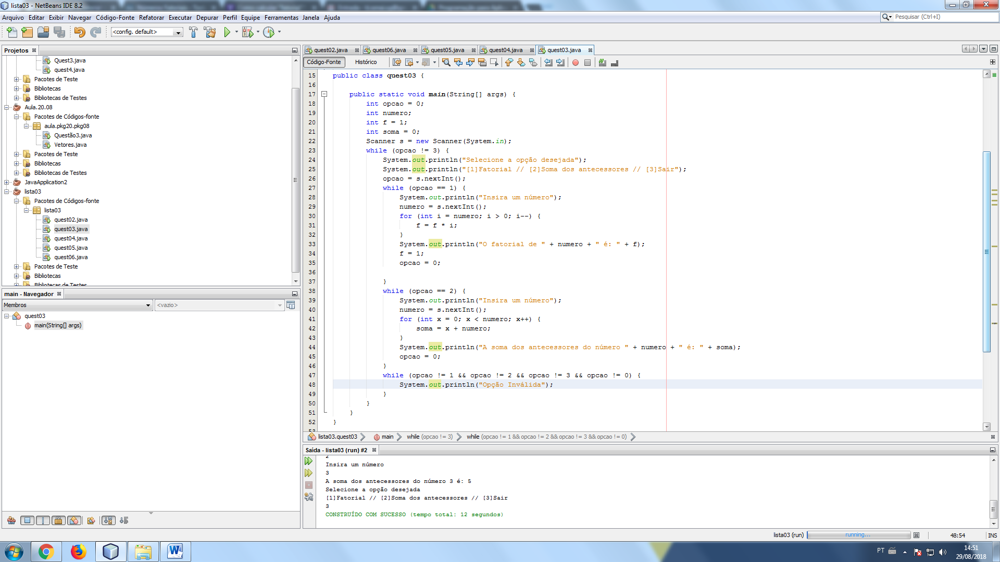 lista03 - NetBeans IDE 8.2
Arquivo Editar Exibir Navegar Código-Fonte Refatorar Executar Depurar Perfil Equipe Ferramentas Janela Ajuda
Pesquisar (Ctrl+I)
<config. default>
Projetos
Quest3.java
quest4.java
Pacotes de Teste
Bibliotecas
Bibliotecas de Testes
Aula.20.08
Pacotes de Códigos-fonte
aula.pkg20.pkg08
Questão3.java
Vetores.java
Pacotes de Teste
Bibliotecas
Bibliotecas de Testes
JavaApplication2
lista03
Pacotes de Códigos-fonte
lista03
quest02.java
quest03.java
quest04.java
quest05.java
quest06.java
Pacotes de Teste
Bibliotecas
Bibliotecas de Testes
main - Navegador
Membros
<vazio>
quest03
main(String[] args)
quest02.java quest06.java quest05.java quest04.java quest03.java
Código-Fonte Histórico
15 public class quest03 {
16
17 public static void main(String[] args) {
18 int opcao = 0;
19 int numero;
20 int f = 1;
21 int soma = 0;
22 Scanner s = new Scanner(System.in);
23 while (opcao != 3) {
24 System.out.println("Selecione a opção desejada");
25 System.out.println("[1]Fatorial // [2]Soma dos antecessores // [3]Sair");
26 opcao = s.nextInt();
27 while (opcao == 1) {
28 System.out.println("Insira um número");
29 numero = s.nextInt();
30 for (int i = numero; i > 0; i--) {
31 f = f * i;
32 }
33 System.out.println("O fatorial de " + numero + " é: " + f);
34 f = 1;
35 opcao = 0;
36
37 }
38 while (opcao == 2) {
39 System.out.println("Insira um número");
40 numero = s.nextInt();
41 for (int x = 0; x < numero; x++) {
42 soma = x + numero;
43 }
44 System.out.println("A soma dos antecessores do número " + numero + " é: " + soma);
45 opcao = 0;
46 }
47 while (opcao != 1 && opcao != 2 && opcao != 3 && opcao != 0) {
48 System.out.println("Opção Inválida");
49 }
50 }
51 }
52 }
53
lista03.quest03 main while (opcao != 3) while (opcao != 1 && opcao != 2 && opcao != 3 && opcao != 0)
Saída - lista03 (run) #2
2
Insira um número
3
A soma dos antecessores do número 3 é: 5
Selecione a opção desejada
[1]Fatorial // [2]Soma dos antecessores // [3]Sair
3
CONSTRUÍDO COM SUCESSO (tempo total: 12 segundos)
lista03 (run) running... 48:54 INS
PT
14:51
29/08/2018